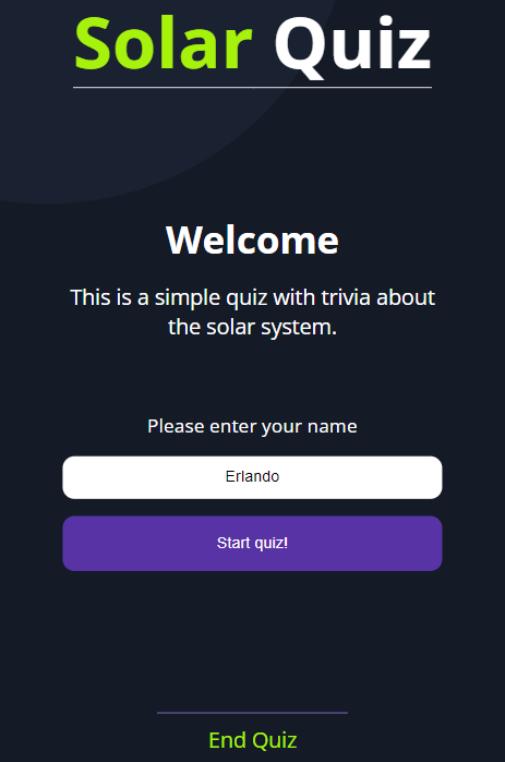 Solar Quiz
Welcome
This is a simple quiz with trivia about
the solar system.
Please enter your name
Erlando
Start quiz!
End Quiz